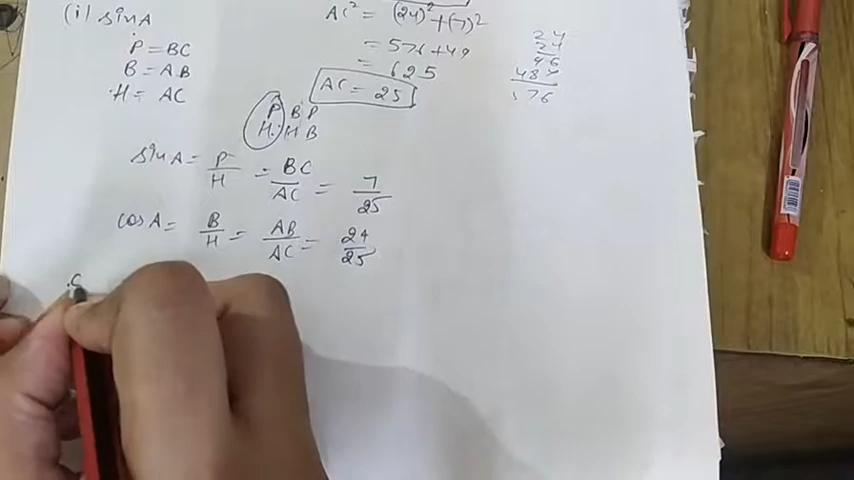 (i) sin A
P = BC
B = AB
H = AC
AC² = (24)² + (7)²
= 576 + 49
= 625
AC = 25
24
24
96
48
576
P B P
H H B
sin A = P/H = BC/AC = 7/25
cos A = B/H = AB/AC = 24/25
C